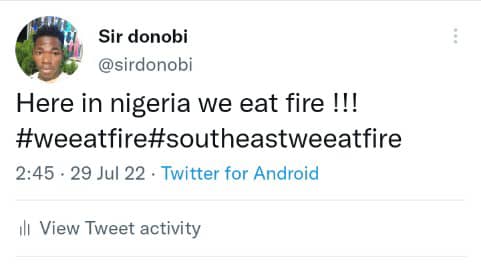 Sir donobi
@sirdonobi
Here in nigeria we eat fire !!!
#weeatfire#southeastweeatfire
2:45 · 29 Jul 22 · Twitter for Android
View Tweet activity